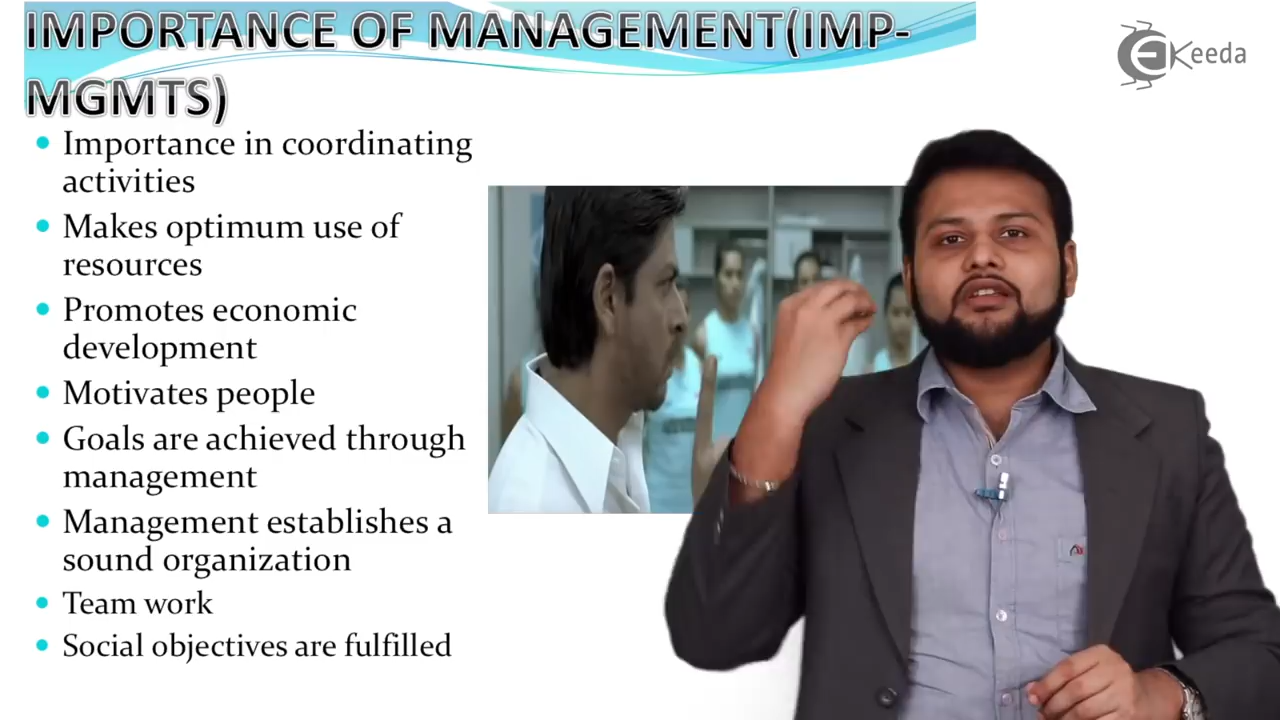 IMPORTANCE OF MANAGEMENT(IMP-
MGMTS)
EKeeda
• Importance in coordinating
activities
• Makes optimum use of
resources
• Promotes economic
development
• Motivates people
• Goals are achieved through
management
• Management establishes a
sound organization
• Team work
• Social objectives are fulfilled